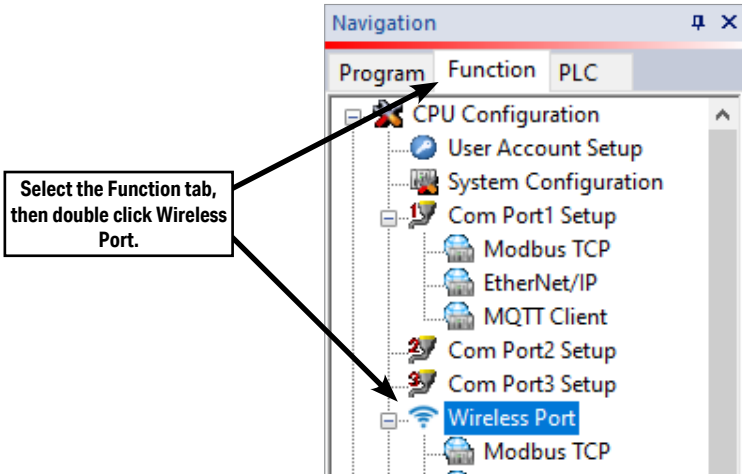 Navigation
Program Function PLC
CPU Configuration
User Account Setup
System Configuration
Com Port1 Setup
Modbus TCP
EtherNet/IP
MQTT Client
Com Port2 Setup
Com Port3 Setup
Wireless Port
Modbus TCP
Select the Function tab,
then double click Wireless
Port.